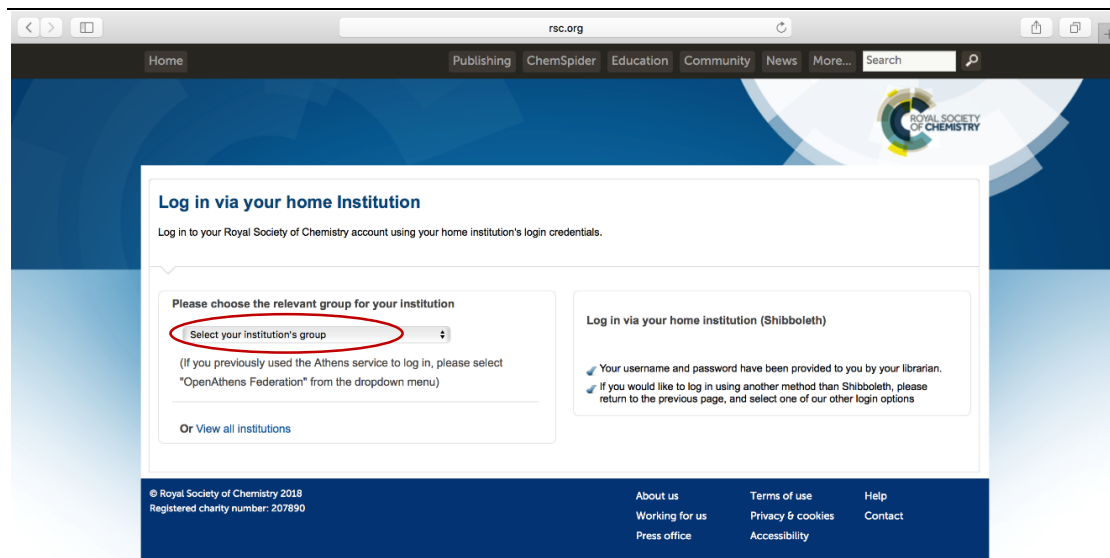 rsc.org
Home Publishing ChemSpider Education Community News More... Search
ROYAL SOCIETY
OF CHEMISTRY
Log in via your home Institution
Log in to your Royal Society of Chemistry account using your home institution's login credentials.
Please choose the relevant group for your institution
Select your institution's group
(If you previously used the Athens service to log in, please select
"OpenAthens Federation" from the dropdown menu)
Or View all institutions
Log in via your home institution (Shibboleth)
Your username and password have been provided to you by your librarian.
If you would like to log in using another method than Shibboleth, please
return to the previous page, and select one of our other login options
© Royal Society of Chemistry 2018
Registered charity number: 207890
About us
Working for us
Press office
Terms of use
Privacy & cookies
Accessibility
Help
Contact